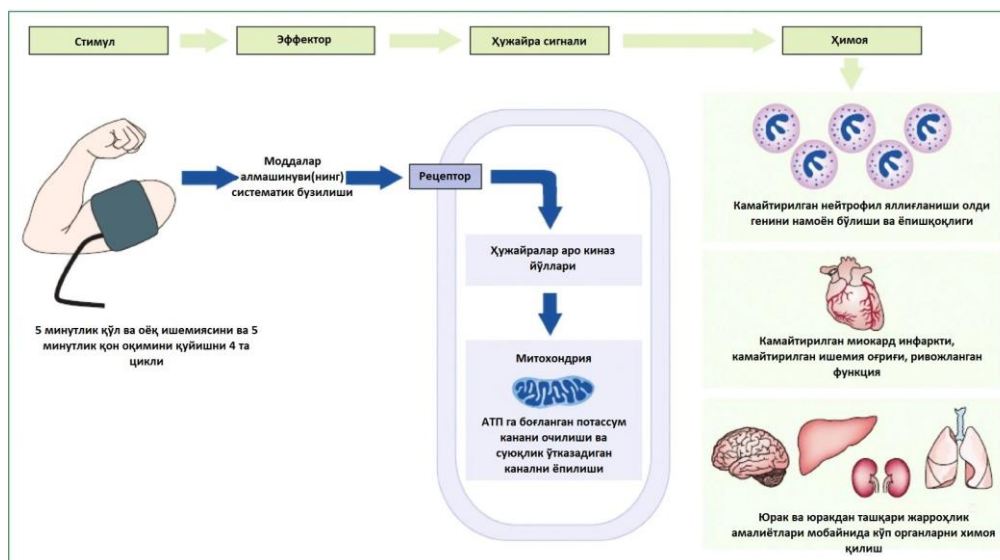 Стимул
Эффектор
Ҳужайра сигнали
Ҳимоя
Моддалар
алмашинуви(нинг)
систематик бузилиши
Рецептор
5 минутлик қўл ва оёқ ишемиясини ва 5
минутлик қон оқимини қуйишни 4 та
цикли
Ҳужайралар аро киназ
йўллари
Митохондрия
АТП га боғланган потассум
канани очилиши ва
суюқлик ўтказадиган
канални ёпилиши
Камайтирилган нейтрофил яллиғланиши олди
генини намоён бўлиши ва ёпишқоқлиги
Камайтирилган миокард инфаркти,
камайтирилган ишемия оғриғи, ривожланган
функция
Юрак ва юракдан ташқари жарроҳлик
амалиётлари мобайнида кўп органларни химоя
қилиш